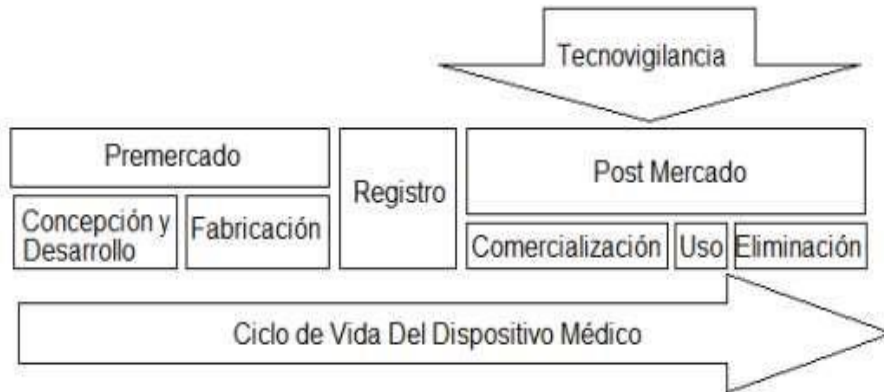 Tecnovigilancia
Premercado
Registro
Post Mercado
Concepción y
Desarrollo
Fabricación
Comercialización
Uso
Eliminación
Ciclo de Vida Del Dispositivo Médico